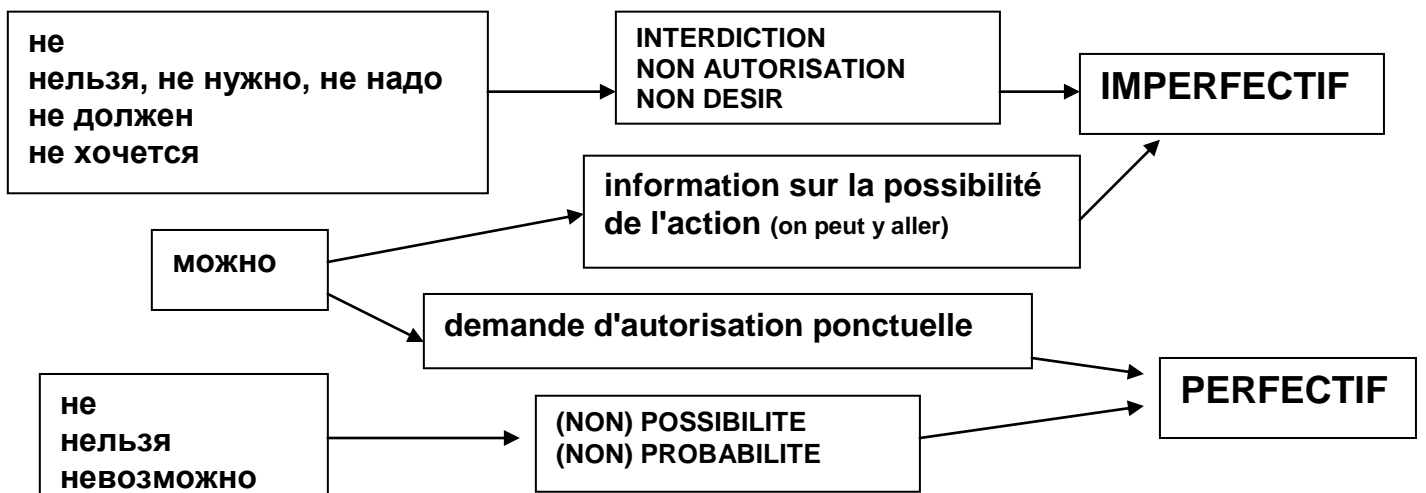 не
нельзя, не нужно, не надо
не должен
не хочется
INTERDICTION
NON AUTORISATION
NON DESIR
IMPERFECTIF
information sur la possibilité
de l'action (on peut y aller)
можно
demande d'autorisation ponctuelle
PERFECTIF
не
нельзя
невозможно
(NON) POSSIBILITE
(NON) PROBABILITE